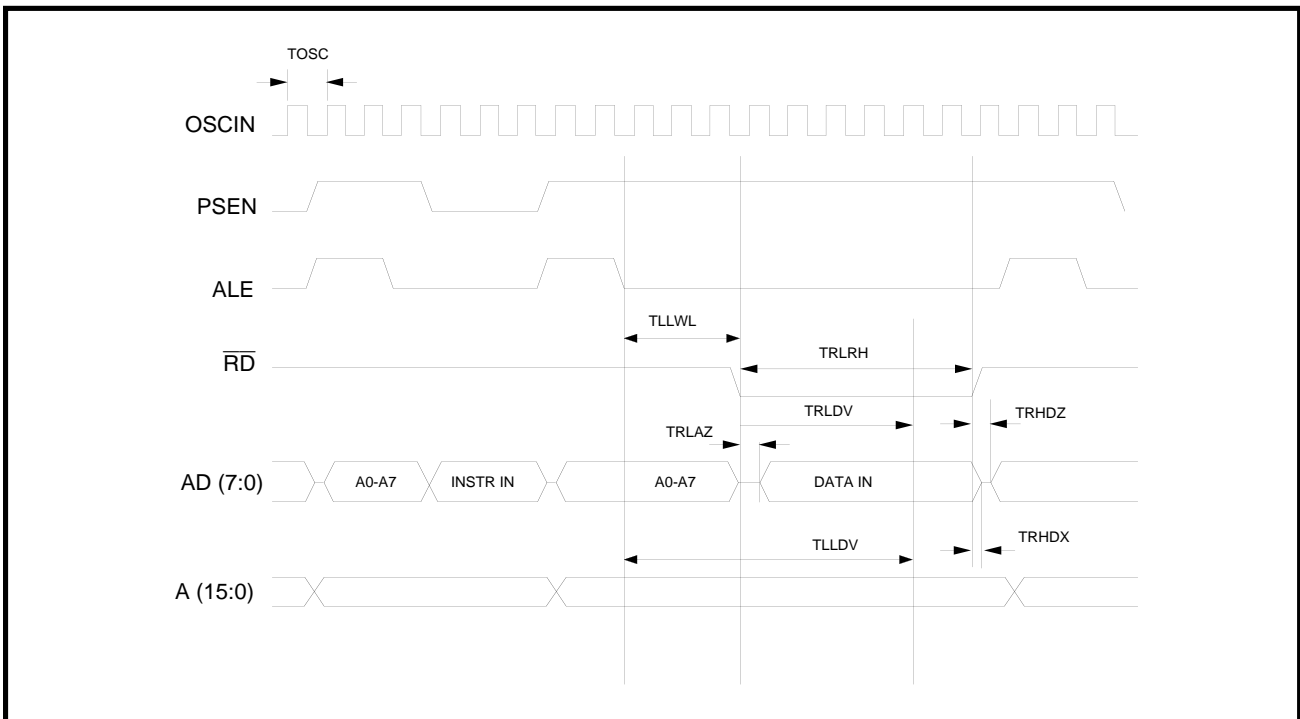 TOSC
OSCIN
PSEN
ALE
TLLWL
RD
TRLRH
TRLDV
TRHDZ
TRLAZ
AD (7:0)
A0-A7
INSTR IN
A0-A7
DATA IN
TRHDX
TLLDV
A (15:0)